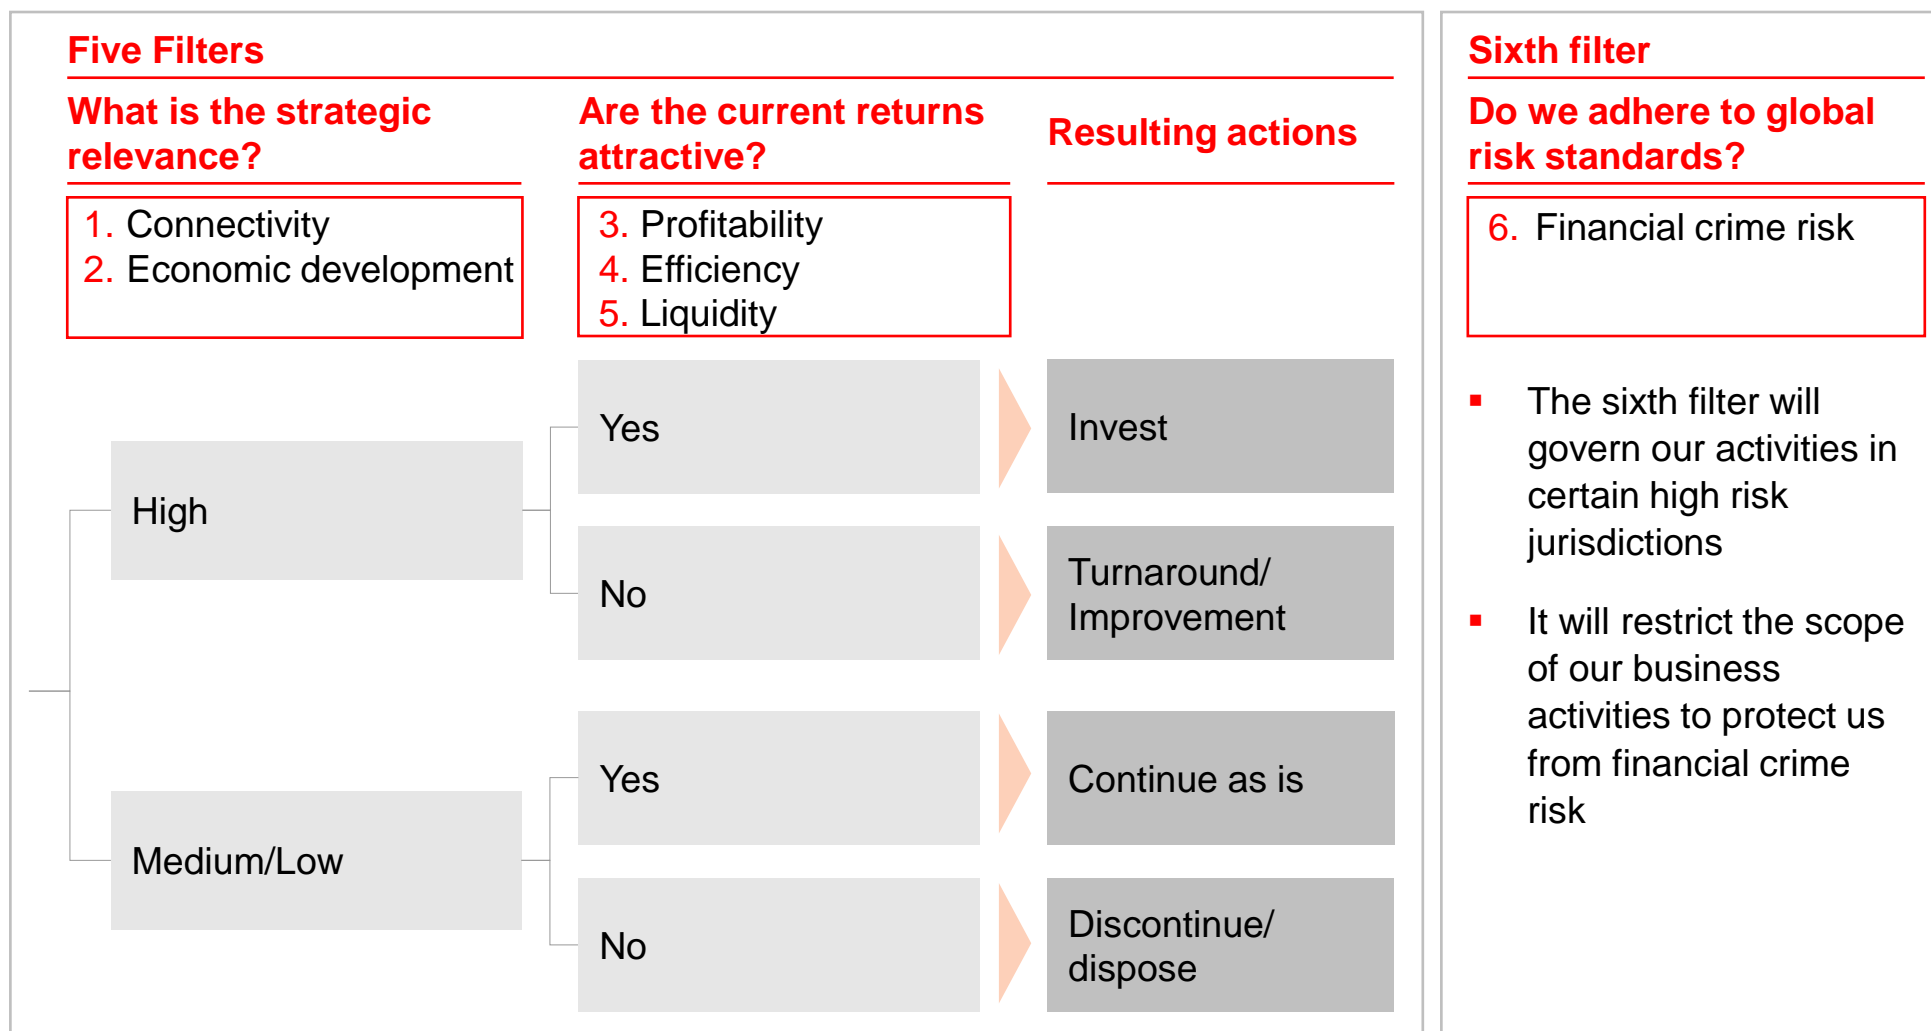 Five Filters
What is the strategic
relevance?
Are the current returns
attractive?
Resulting actions
1. Connectivity
2. Economic development
3. Profitability
4. Efficiency
5. Liquidity
High
Yes
Invest
No
Turnaround/
Improvement
Medium/Low
Yes
Continue as is
No
Discontinue/
dispose
Sixth filter
Do we adhere to global
risk standards?
6. Financial crime risk
▪ The sixth filter will
govern our activities in
certain high risk
jurisdictions
▪ It will restrict the scope
of our business
activities to protect us
from financial crime
risk